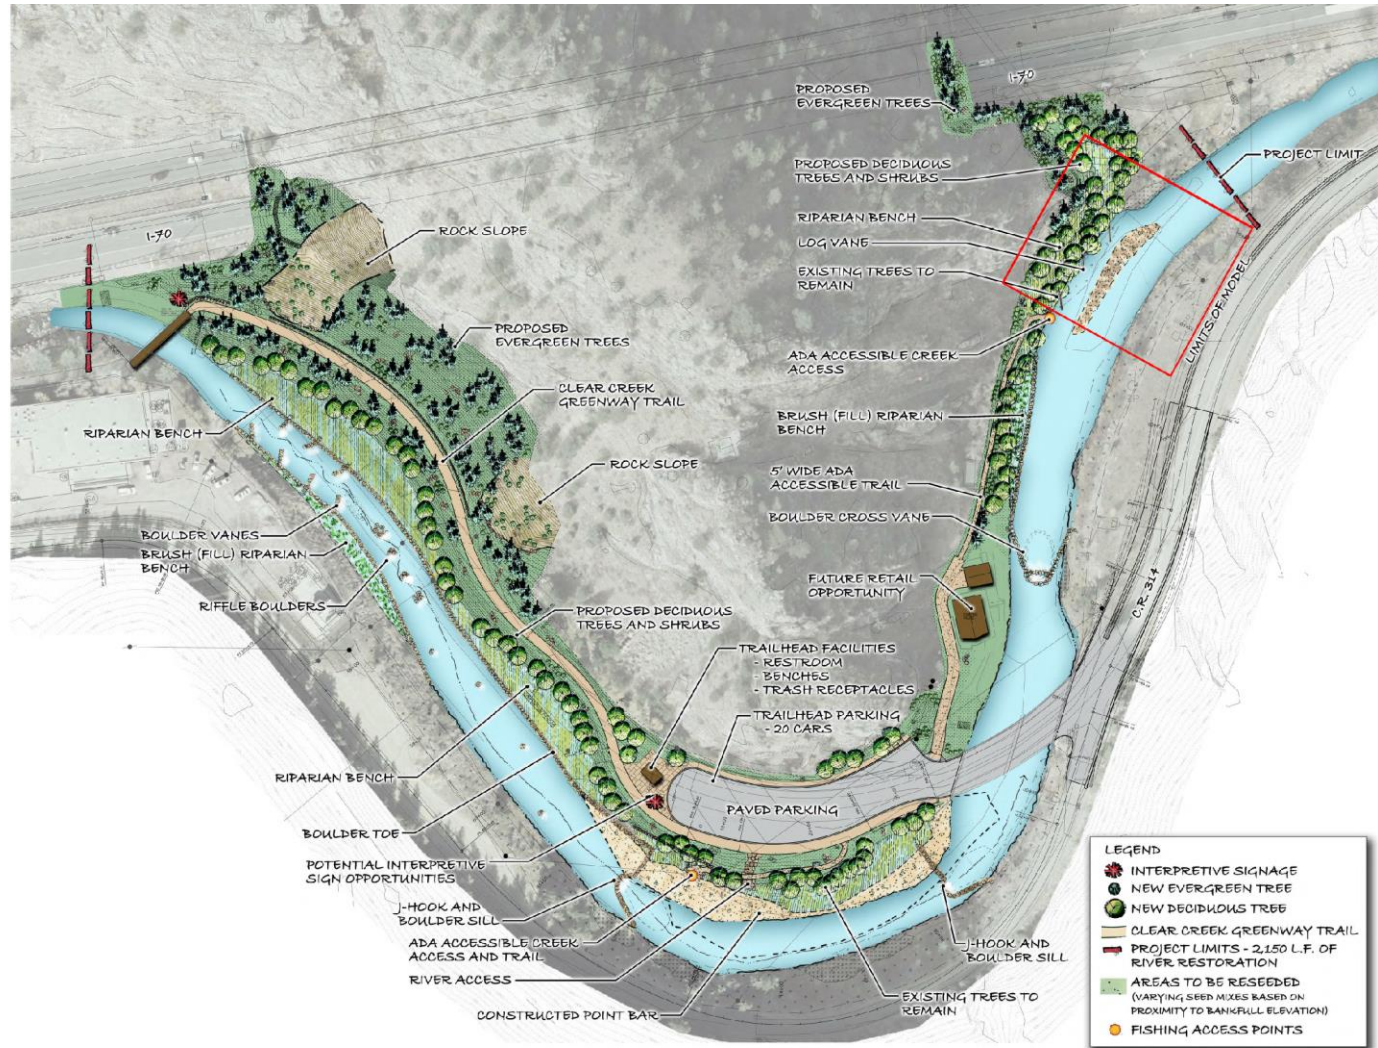 I-70
PROPOSED
EVERGREEN TREES
PROPOSED DECIDUOUS
TREES AND SHRUBS
PROJECT LIMIT
RIPARIAN BENCH
LOG VANE
EXISTING TREES TO
REMAIN
LIMITS OF MODEL
ADA ACCESSIBLE CREEK
ACCESS
BRUSH (FILL) RIPARIAN
BENCH
5' WIDE ADA
ACCESSIBLE TRAIL
BOULDER CROSS VANE
FUTURE RETAIL
OPPORTUNITY
C.R. 314
I-70
ROCK SLOPE
PROPOSED
EVERGREEN TREES
CLEAR CREEK
GREENWAY TRAIL
RIPARIAN BENCH
ROCK SLOPE
BOULDER VANES
BRUSH (FILL) RIPARIAN
BENCH
RIFFLE BOULDERS
PROPOSED DECIDUOUS
TREES AND SHRUBS
TRAILHEAD FACILITIES
- RESTROOM
- BENCHES
- TRASH RECEPTACLES
TRAILHEAD PARKING
- 20 CARS
RIPARIAN BENCH
PAVED PARKING
BOULDER TOE
POTENTIAL INTERPRETIVE
SIGN OPPORTUNITIES
J-HOOK AND
BOULDER SILL
ADA ACCESSIBLE CREEK
ACCESS AND TRAIL
RIVER ACCESS
CONSTRUCTED POINT BAR
EXISTING TREES TO
REMAIN
J-HOOK AND
BOULDER SILL
LEGEND
INTERPRETIVE SIGNAGE
NEW EVERGREEN TREE
NEW DECIDUOUS TREE
CLEAR CREEK GREENWAY TRAIL
PROJECT LIMITS - 2,150 L.F. OF
RIVER RESTORATION
AREAS TO BE RESEEDED
(VARYING SEED MIXES BASED ON
PROXIMITY TO BANKFULL ELEVATION)
FISHING ACCESS POINTS